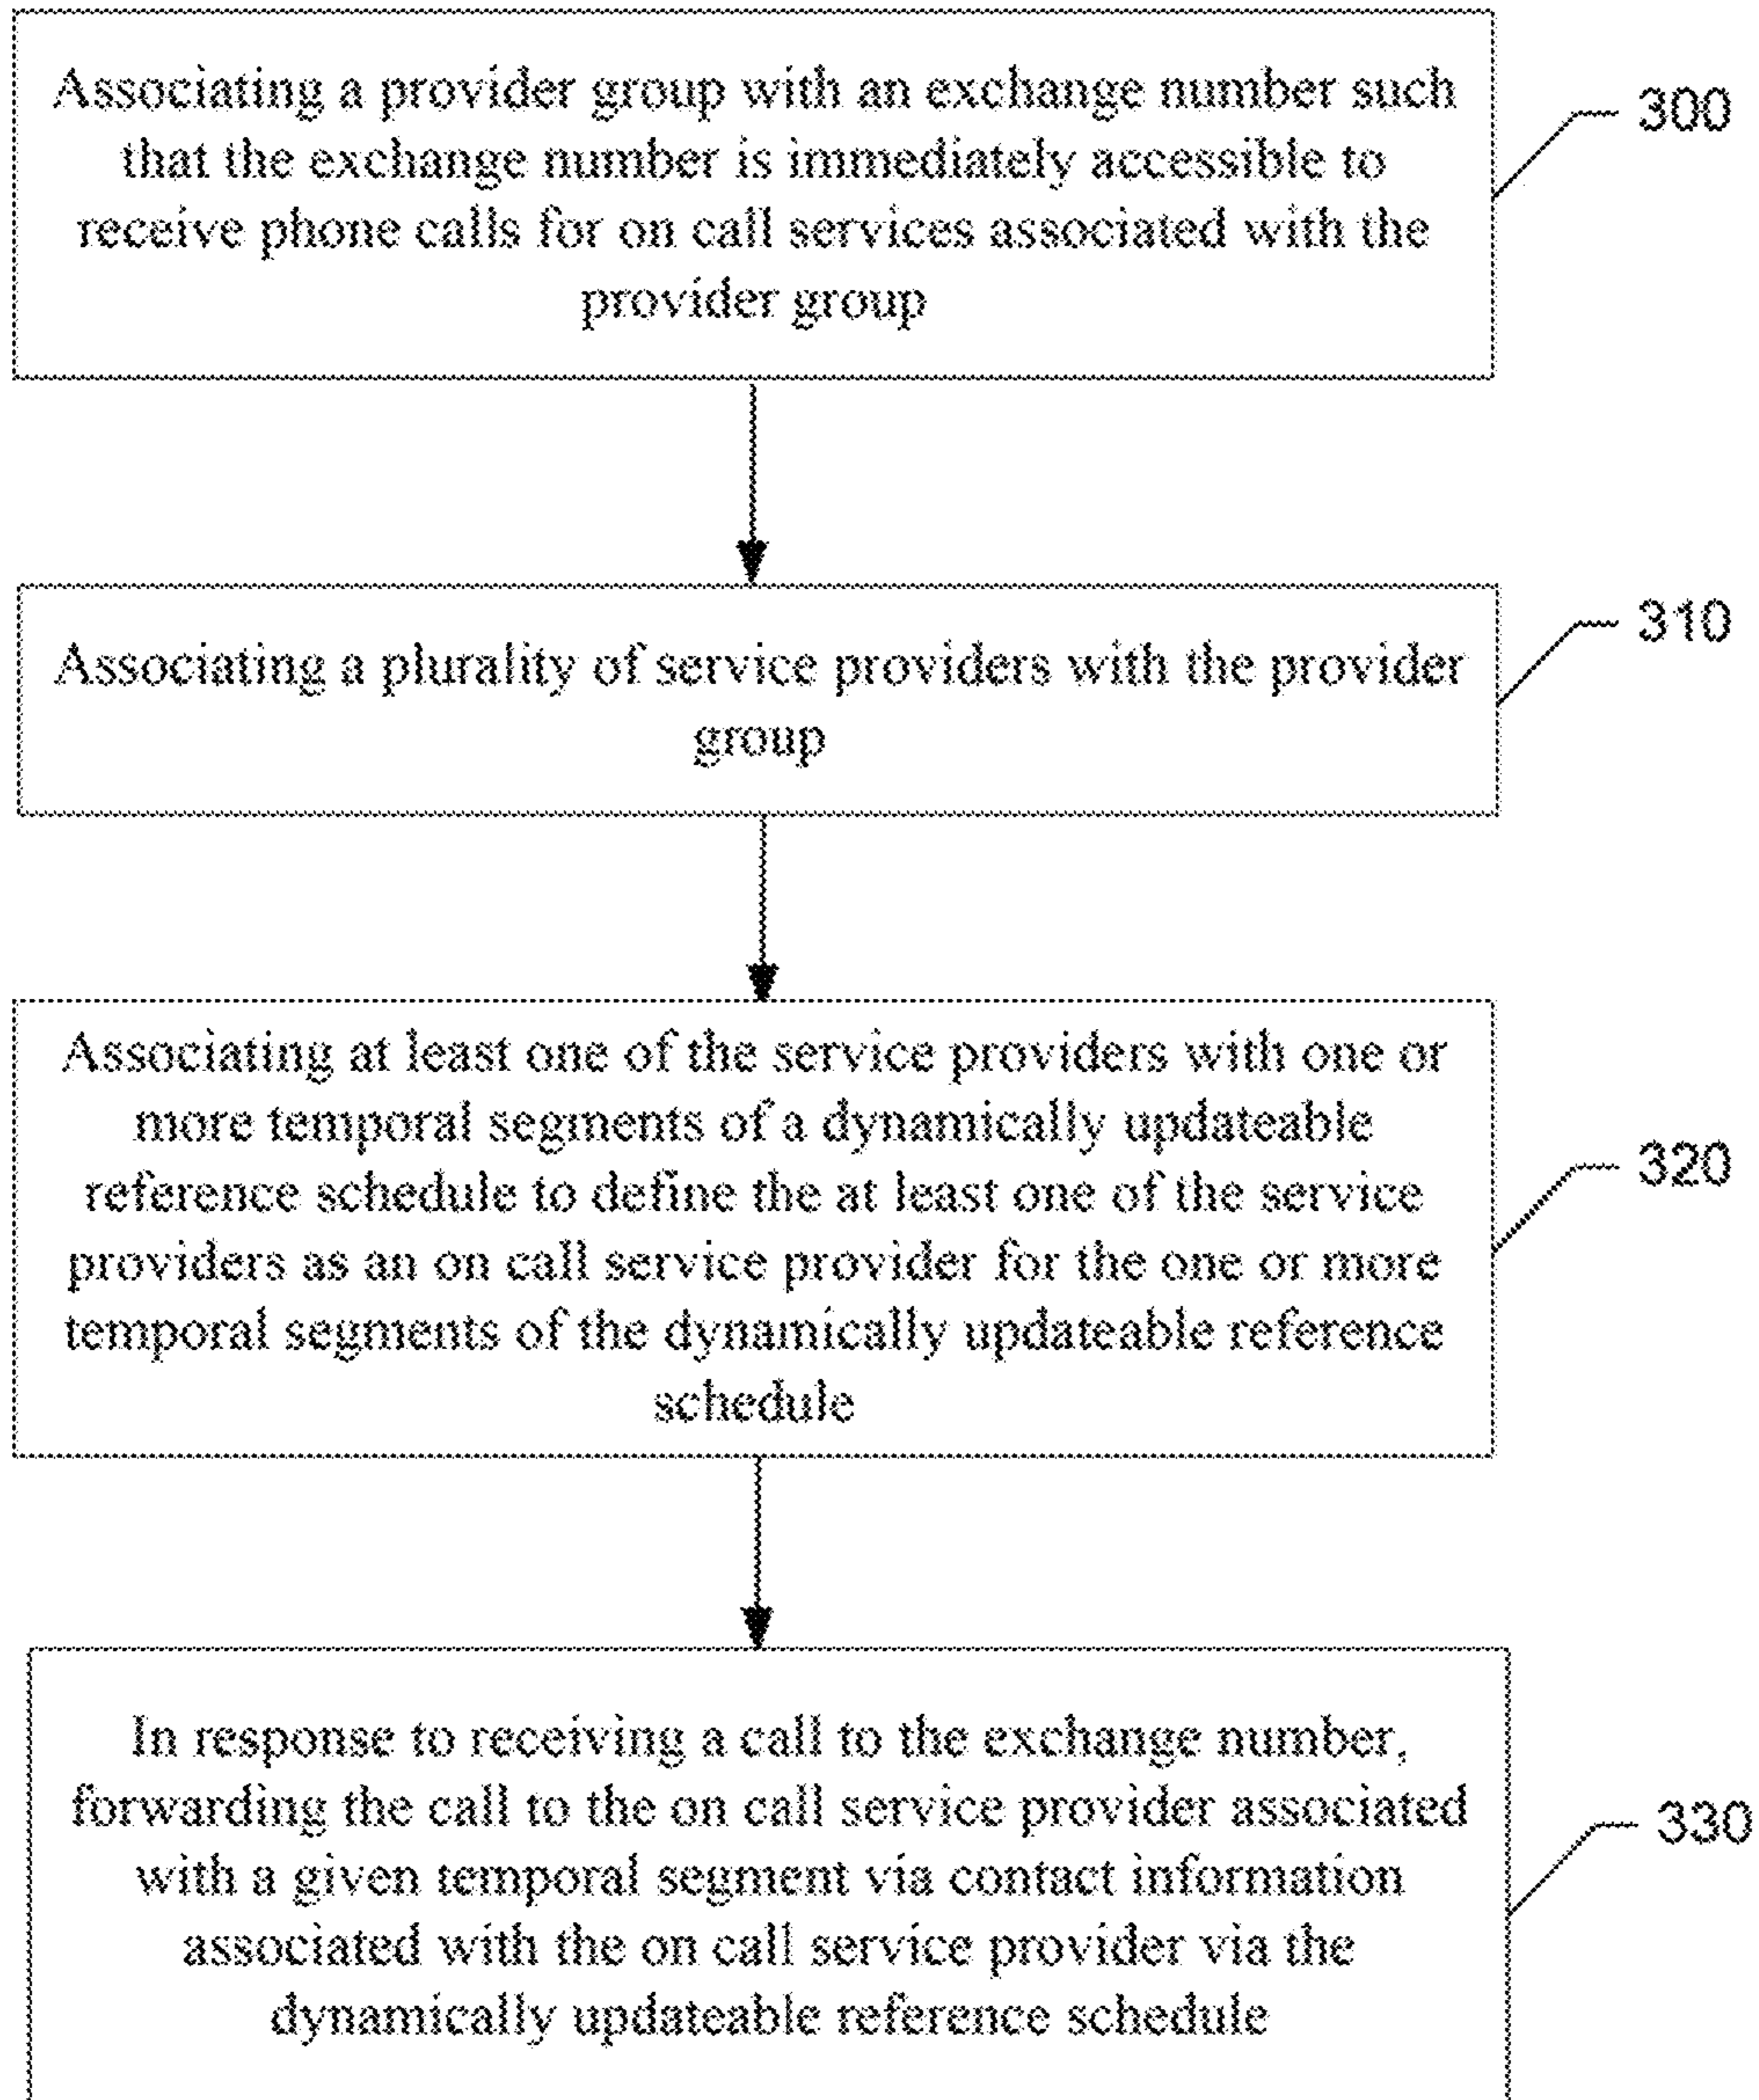 Associating a provider group with an exchange number such
that the exchange number is immediately accessible to
receive phone calls for on call services associated with the
provider group
300
Associating a plurality of service providers with the provider
group
310
Associating at least one of the service providers with one or
more temporal segments of a dynamically updateable
reference schedule to define the at least one of the service
providers as an on call service provider for the one or more
temporal segments of the dynamically updateable reference
schedule
320
In response to receiving a call to the exchange number,
forwarding the call to the on call service provider associated
with a given temporal segment via contact information
associated with the on call service provider via the
dynamically updateable reference schedule
330